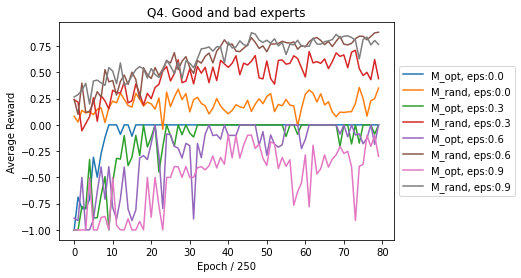 Q4. Good and bad experts
Average Reward
0.75
0.50
0.25
0.00
−0.25
−0.50
−0.75
−1.00
0 10 20 30 40 50 60 70 80
Epoch / 250
M_opt, eps:0.0
M_rand, eps:0.0
M_opt, eps:0.3
M_rand, eps:0.3
M_opt, eps:0.6
M_rand, eps:0.6
M_opt, eps:0.9
M_rand, eps:0.9